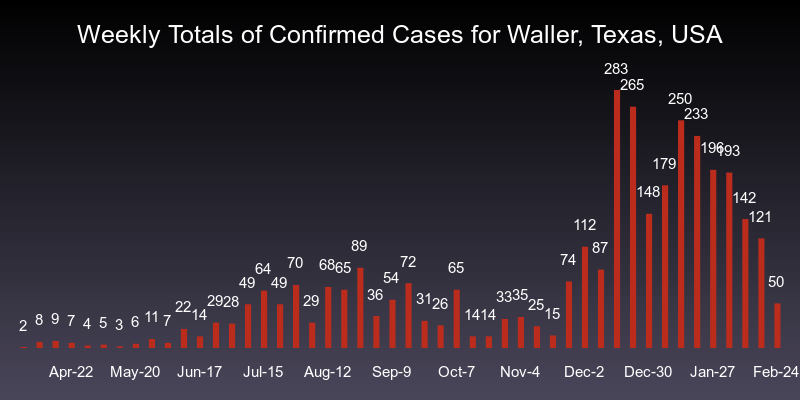 Weekly Totals of Confirmed Cases for Waller, Texas, USA
2 8 9 7 4 5 3 6 11 7 22 14 29 28 49 64 49 70 29 68 65 89 36 54 72 31 26 65 14 14 33 35 25 15 74 112 87 283 265 148 179 250 233 196 193 142 121 50
Apr-22 May-20 Jun-17 Jul-15 Aug-12 Sep-9 Oct-7 Nov-4 Dec-2 Dec-30 Jan-27 Feb-24